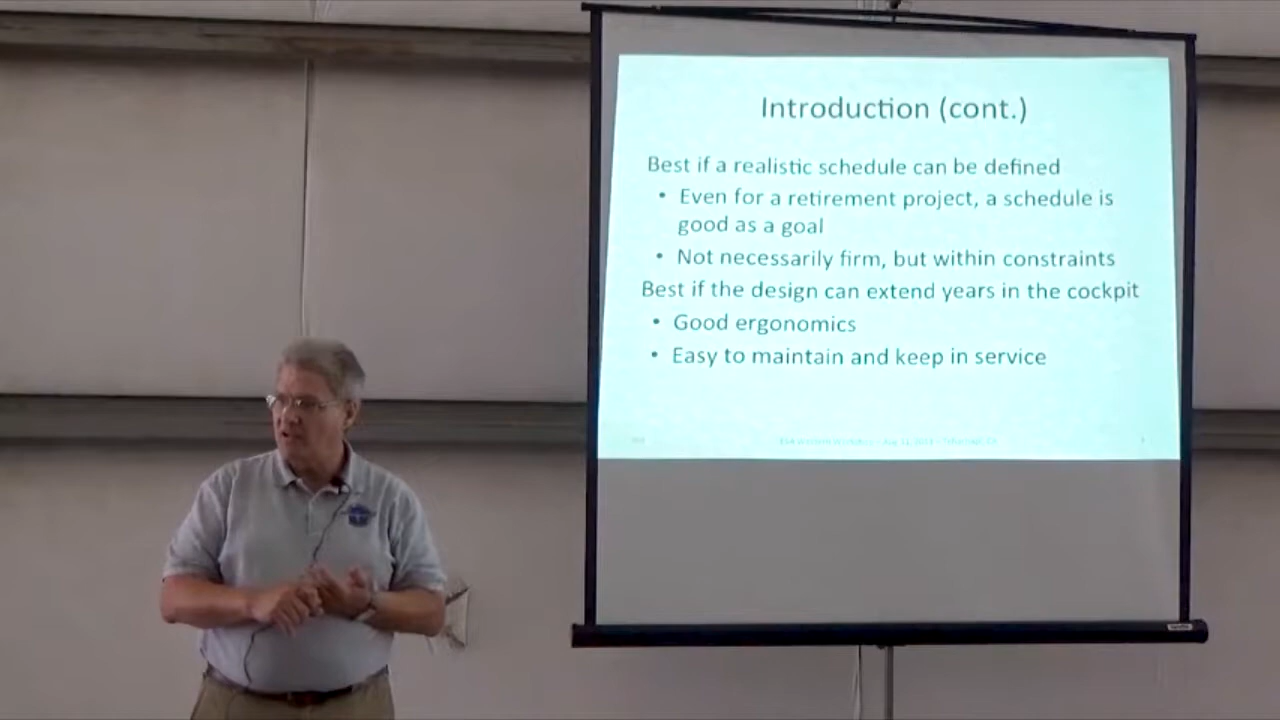 Introduction (cont.)
Best if a realistic schedule can be defined
• Even for a retirement project, a schedule is
good as a goal
• Not necessarily firm, but within constraints
Best if the design can extend years in the cockpit
• Good ergonomics
• Easy to maintain and keep in service